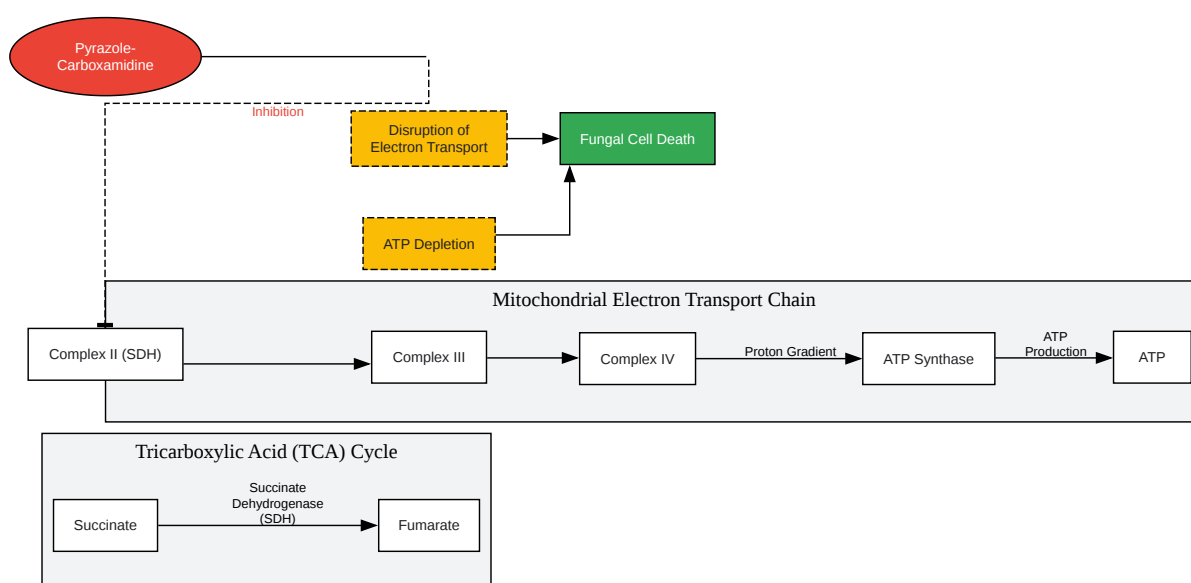 Pyrazole-
Carboxamidine
Inhibition
Disruption of
Electron Transport
Fungal Cell Death
ATP Depletion
Mitochondrial Electron Transport Chain
Complex II (SDH)
Complex III
Complex IV
Proton Gradient
ATP Synthase
ATP
Production
ATP
Tricarboxylic Acid (TCA) Cycle
Succinate
Succinate
Dehydrogenase
(SDH)
Fumarate